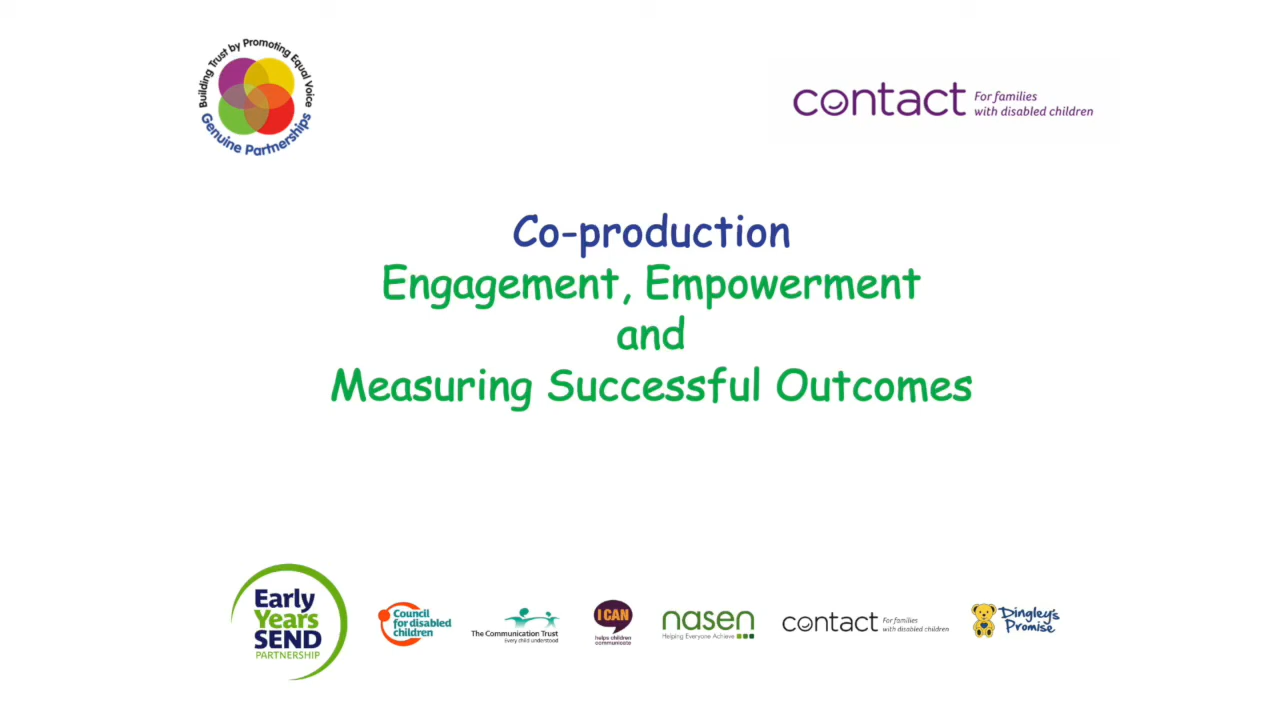 Building Trust by Promoting Equal Voice
Genuine Partnerships
contact For families
with disabled children
Co-production
Engagement, Empowerment
and
Measuring Successful Outcomes
Early
Years
SEND
PARTNERSHIP
Council
for disabled
children
The Communication Trust
Every child understood
I CAN
helps children
communicate
nasen
Helping Everyone Achieve
contact For families
with disabled children
Dingley's
Promise